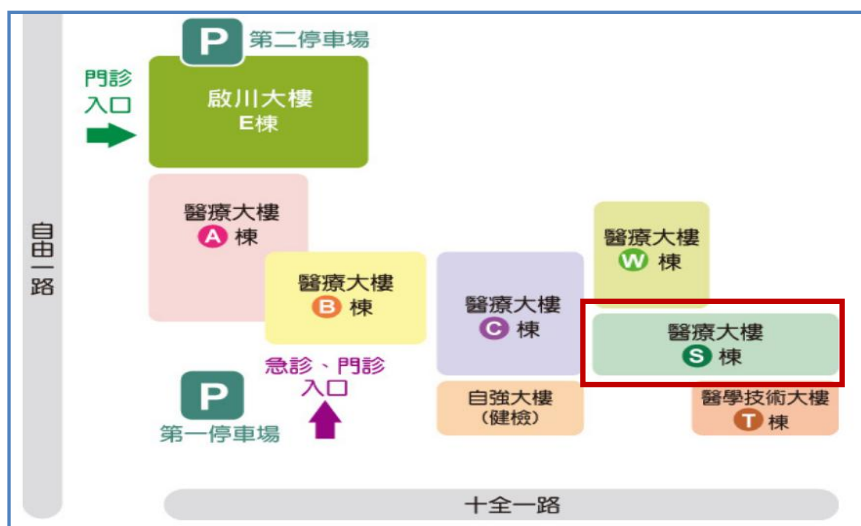 P 第二停車場
門診
入口
啟川大樓
E棟
自由一路
醫療大樓
A 棟
醫療大樓
B 棟
醫療大樓
C 棟
醫療大樓
W 棟
醫療大樓
S 棟
急診、門診
入口
P
第一停車場
自強大樓
(健檢)
醫學技術大樓
T 棟
十全一路